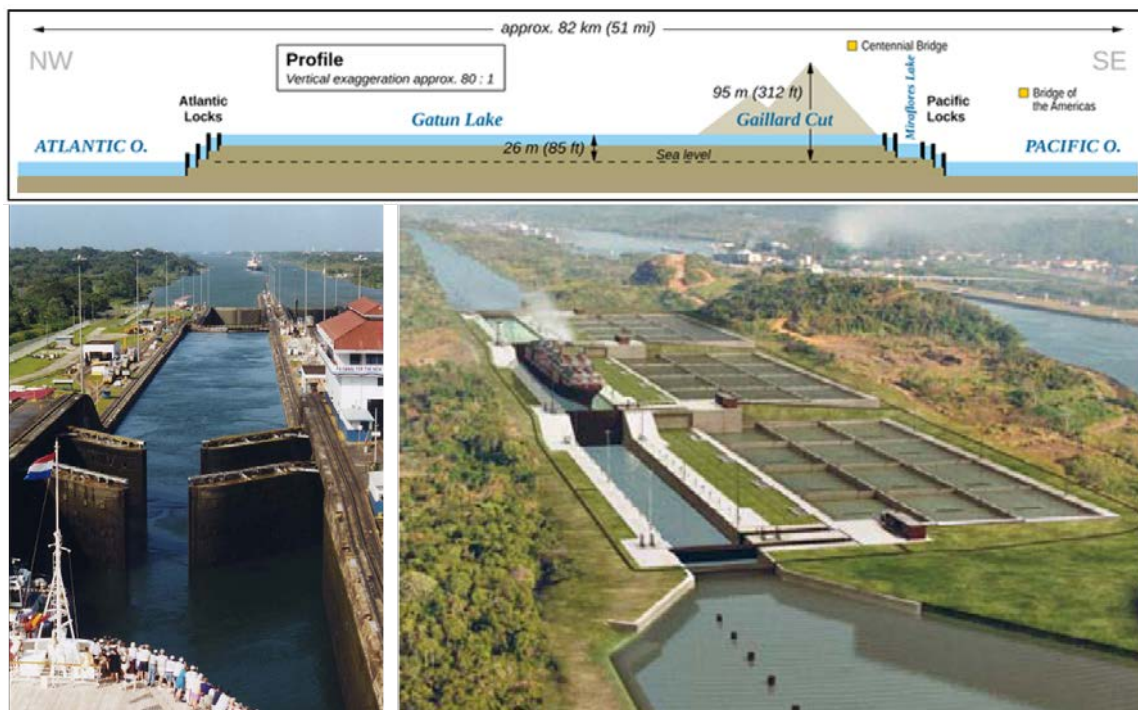 approx. 82 km (51 mi)
NW
SE
Profile
Vertical exaggeration approx. 80 : 1
Centennial Bridge
Bridge of
the Americas
Atlantic
Locks
Gatun Lake
95 m (312 ft)
Gaillard Cut
Miraflores Lake
Pacific
Locks
ATLANTIC O.
26 m (85 ft)
Sea level
PACIFIC O.